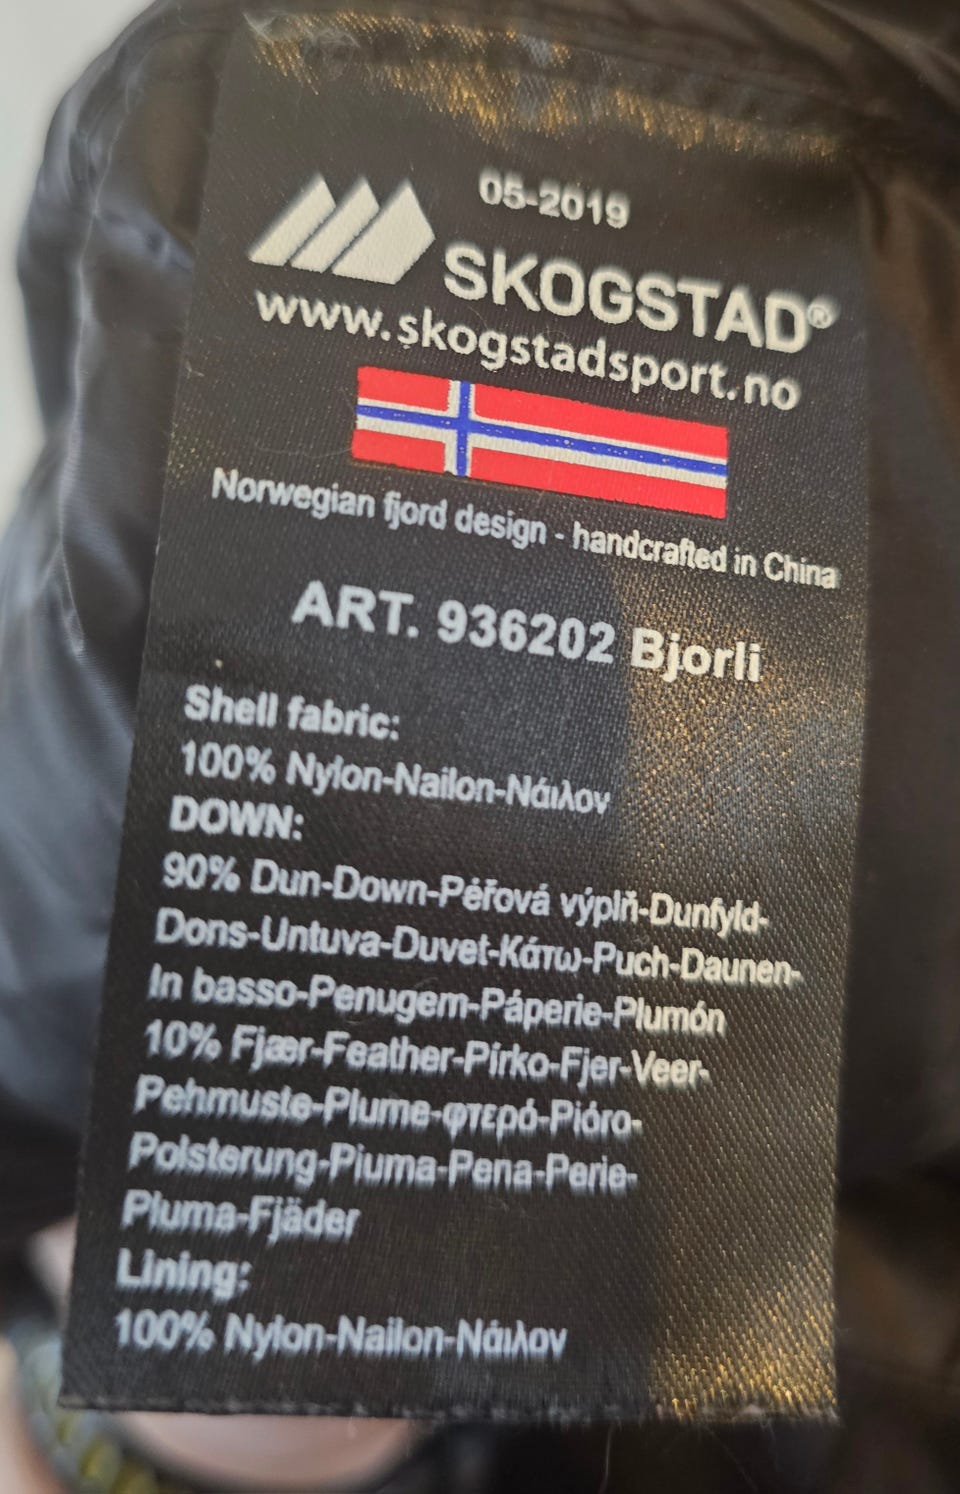 05-2019
SKOGSTAD®
www.skogstadsport.no
Norwegian fjord design - handcrafted in China
ART. 936202 Bjorli
Shell fabric:
100% Nylon-Nailon-Νάιλον
DOWN:
90% Dun-Down-Péřová výplň-Dunfyld-
Dons-Untuva-Duvet-Κάτω-Puch-Daunen-
In basso-Penugem-Páperie-Plumón
10% Fjær-Feather-Pírko-Fjer-Veer-
Pehmuste-Plume-φτερό-Pióro-
Polsterung-Piuma-Pena-Perie-
Pluma-Fjäder
Lining:
100% Nylon-Nailon-Νάιλον